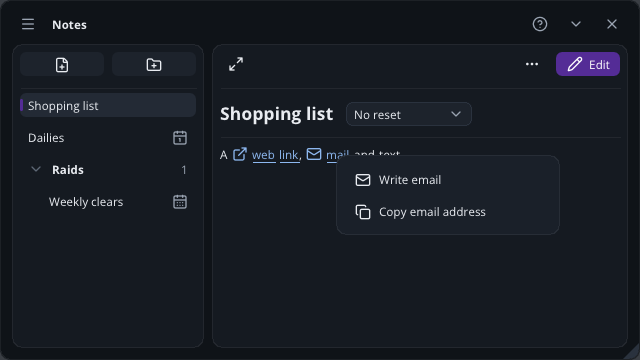 Notes
Edit
Shopping list
Dailies
1
Raids
1
Weekly clears
Shopping list
No reset
A web link, mail and text
Write email
Copy email address